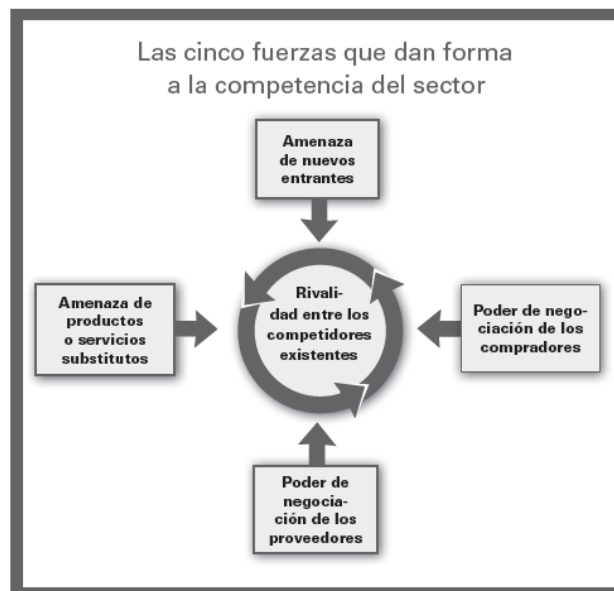 Las cinco fuerzas que dan forma
a la competencia del sector
Amenaza
de nuevos
entrantes
Amenaza de
productos
o servicios
substitutos
Rivali-
dad entre los
competidores
existentes
Poder de nego-
ciación de los
compradores
Poder de
negocia-
ción de los
proveedores